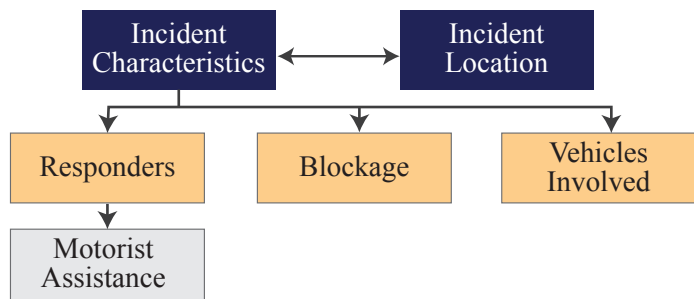 Incident
Characteristics
Incident
Location
Responders
Blockage
Vehicles
Involved
Motorist
Assistance